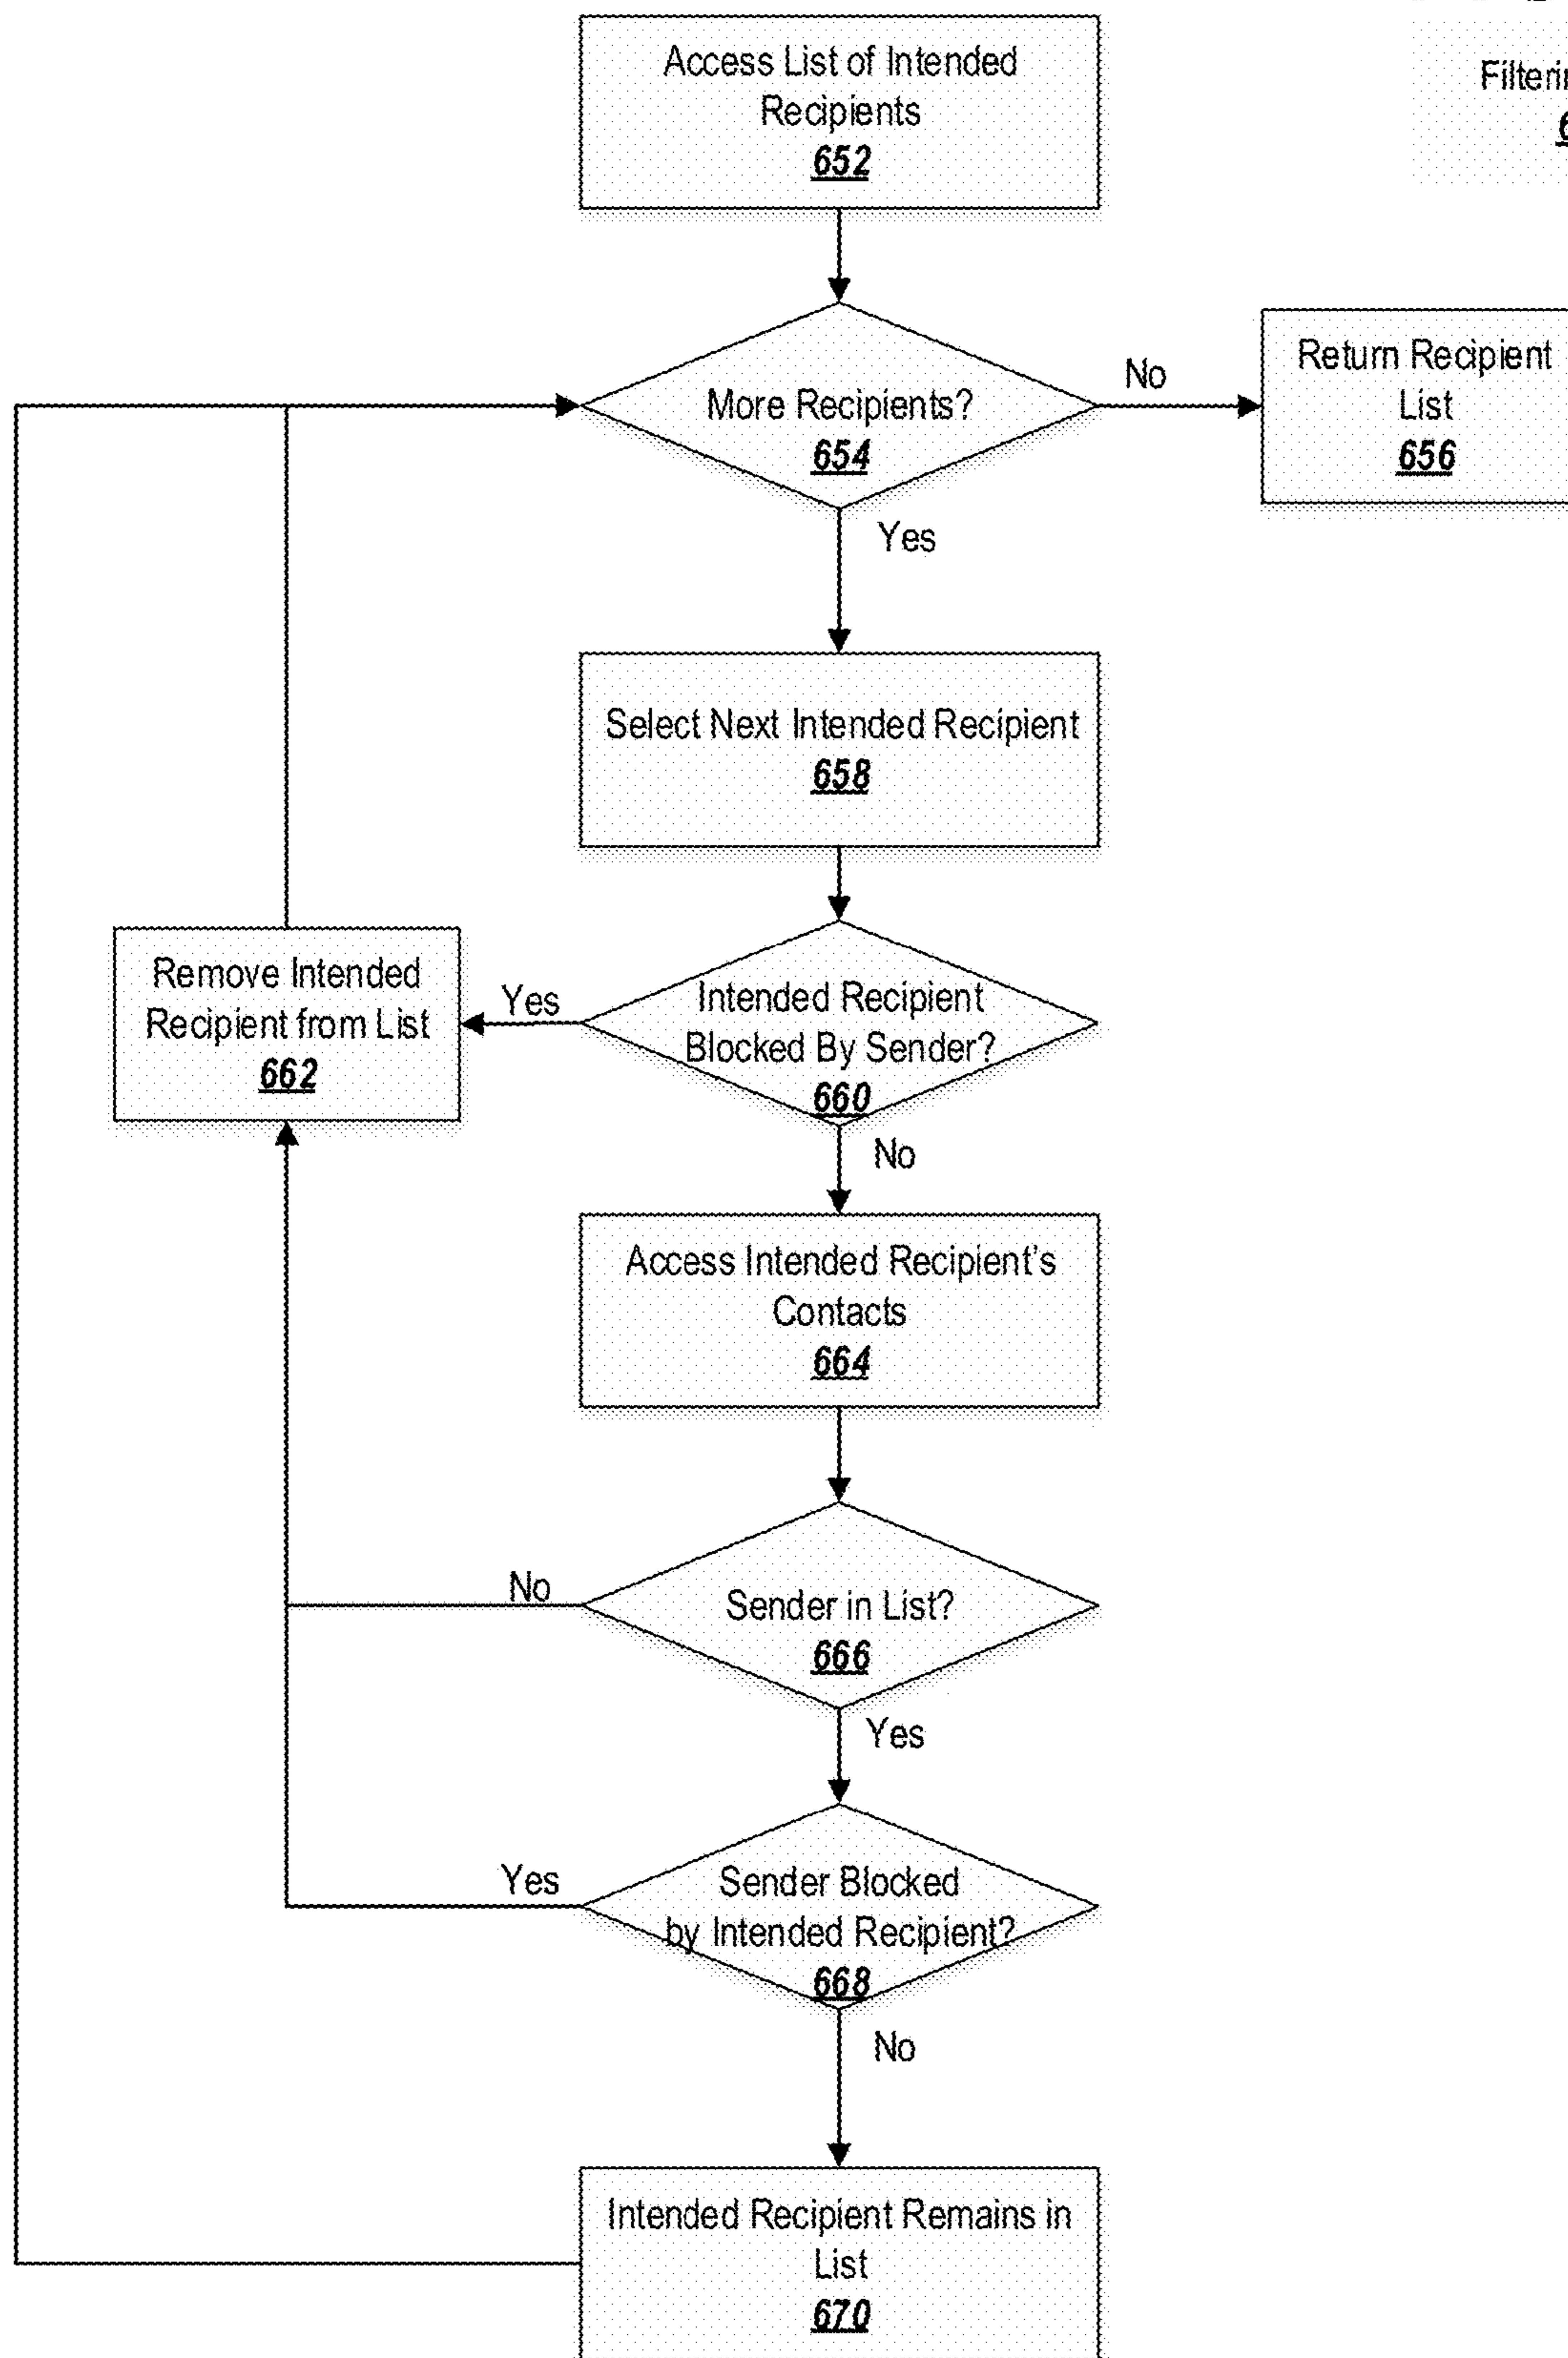 Access List of Intended
Recipients
652
More Recipients?
654
No
Return Recipient
List
656
Yes
Select Next Intended Recipient
658
Remove Intended
Recipient from List
662
Yes
Intended Recipient
Blocked By Sender?
660
No
Access Intended Recipient's
Contacts
664
No
Sender in List?
666
Yes
Yes
Sender Blocked
by Intended Recipient?
668
No
Intended Recipient Remains in
List
670